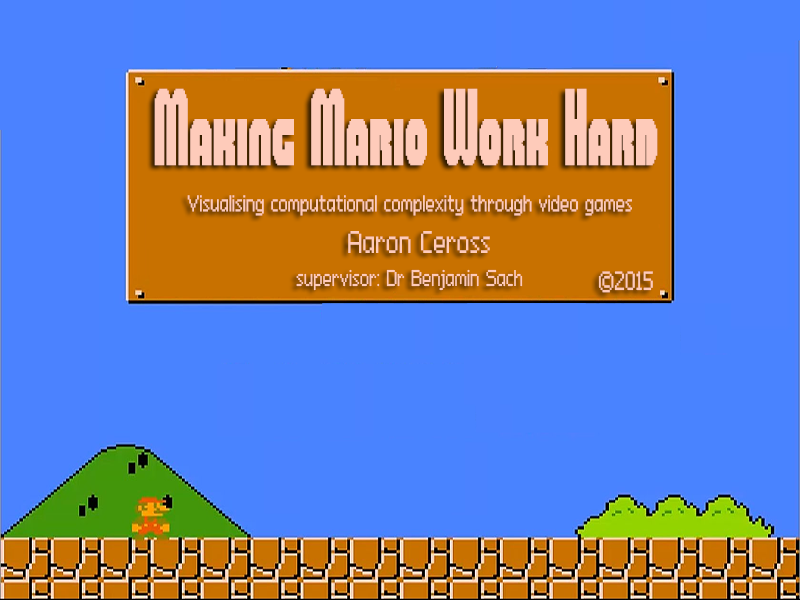 Making Mario Work Hard
Visualising computational complexity through video games
Aaron Ceross
supervisor: Dr Benjamin Sach
©2015